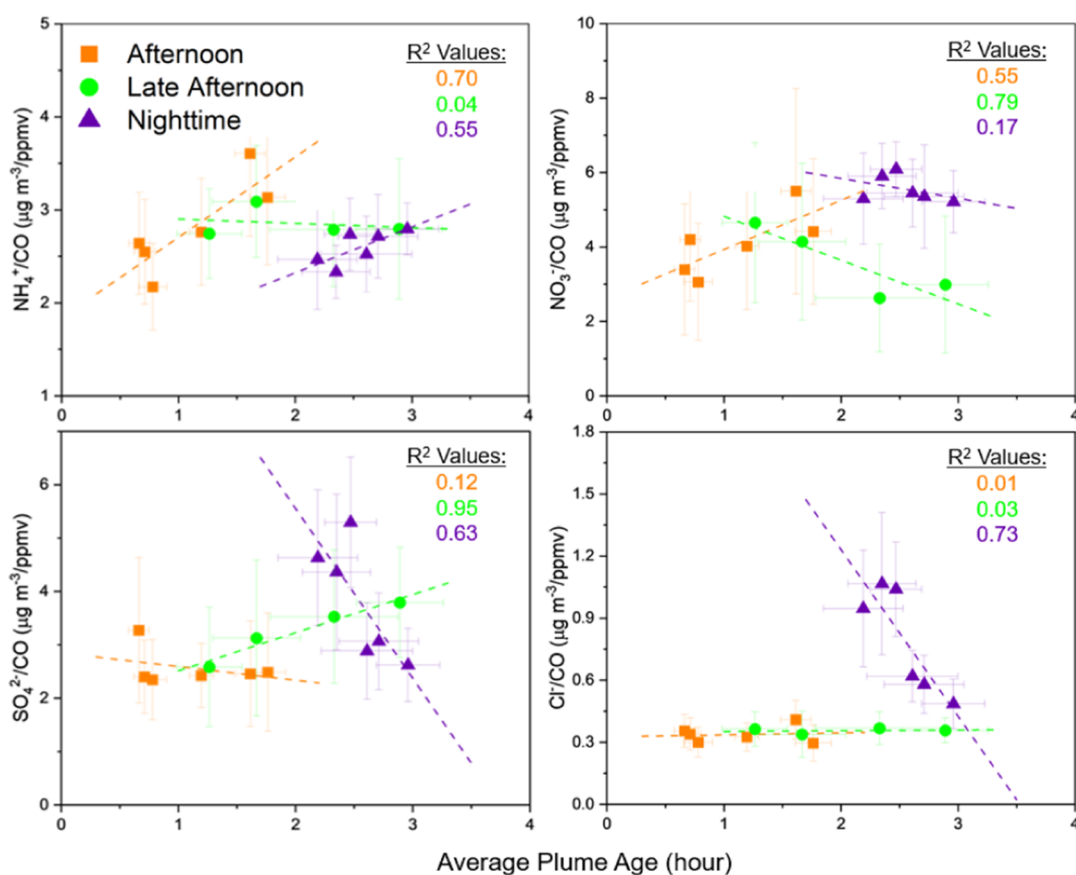 Afternoon
Late Afternoon
Nighttime
R² Values:
0.70
0.04
0.55
NH₄⁺/CO (µg m⁻³/ppmv)
5
4
3
2
1
0 1 2 3 4
R² Values:
0.55
0.79
0.17
NO₃⁻/CO (µg m⁻³/ppmv)
10
8
6
4
2
0
0 1 2 3 4
R² Values:
0.12
0.95
0.63
SO₄²⁻/CO (µg m⁻³/ppmv)
6
4
2
0
0 1 2 3 4
R² Values:
0.01
0.03
0.73
Cl⁻/CO (µg m⁻³/ppmv)
1.8
1.5
1.2
0.9
0.6
0.3
0.0
0 1 2 3 4
Average Plume Age (hour)